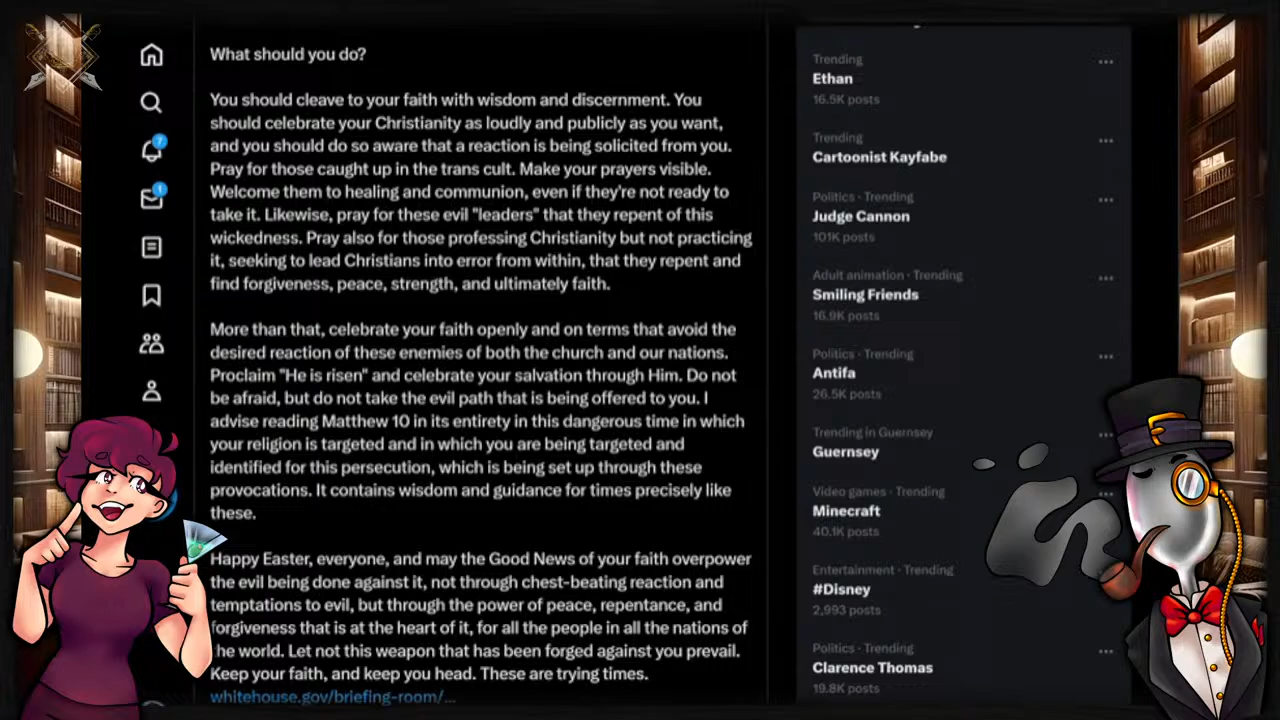 What should you do?
You should cleave to your faith with wisdom and discernment. You
should celebrate your Christianity as loudly and publicly as you want,
and you should do so aware that a reaction is being solicited from you.
Pray for those caught up in the trans cult. Make your prayers visible.
Welcome them to healing and communion, even if they're not ready to
take it. Likewise, pray for these evil "leaders" that they repent of this
wickedness. Pray also for those professing Christianity but not practicing
it, seeking to lead Christians into error from within, that they repent and
find forgiveness, peace, strength, and ultimately faith.
More than that, celebrate your faith openly and on terms that avoid the
desired reaction of these enemies of both the church and our nations.
Proclaim "He is risen" and celebrate your salvation through Him. Do not
be afraid, but do not take the evil path that is being offered to you. I
advise reading Matthew 10 in its entirety in this dangerous time in which
your religion is targeted and in which you are being targeted and
identified for this persecution, which is being set up through these
provocations. It contains wisdom and guidance for times precisely like
these.
Happy Easter, everyone, and may the Good News of your faith overpower
the evil being done against it, not through chest-beating reaction and
temptations to evil, but through the power of peace, repentance, and
forgiveness that is at the heart of it, for all the people in all the nations of
the world. Let not this weapon that has been forged against you prevail.
Keep your faith, and keep you head. These are trying times.
whitehouse.gov/briefing-room/...
7
1
Trending
Ethan
16.5K posts
Trending
Cartoonist Kayfabe
Politics · Trending
Judge Cannon
101K posts
Adult animation · Trending
Smiling Friends
16.9K posts
Politics · Trending
Antifa
26.5K posts
Trending in Guernsey
Guernsey
Video games · Trending
Minecraft
40.1K posts
Entertainment · Trending
#Disney
2,993 posts
Politics · Trending
Clarence Thomas
19.8K posts